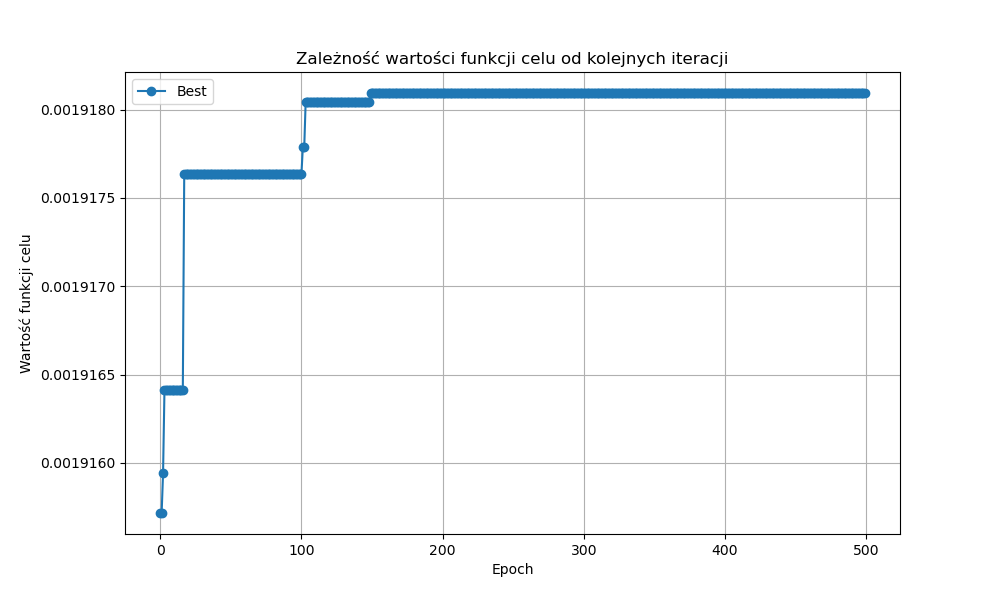 Zależność wartości funkcji celu od kolejnych iteracji
Best
0.0019180
0.0019175
0.0019170
0.0019165
0.0019160
Wartość funkcji celu
0 100 200 300 400 500
Epoch